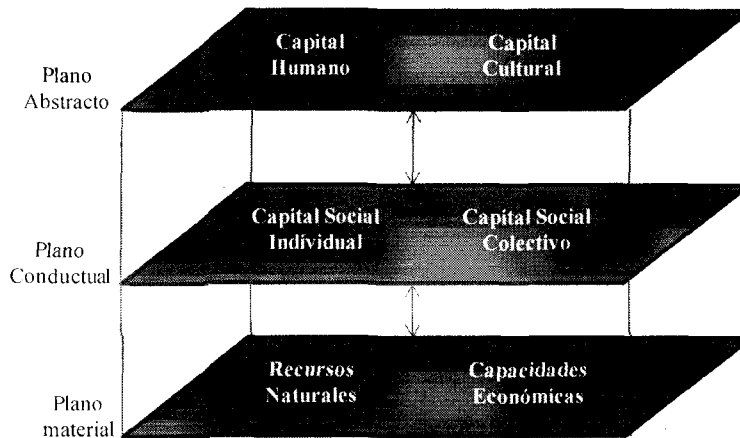 Capital
Humano
Capital
Cultural
Plano
Abstracto
Capital Social
Individual
Capital Social
Colectivo
Plano
Conductual
Recursos
Naturales
Capacidades
Económicas
Plano
material